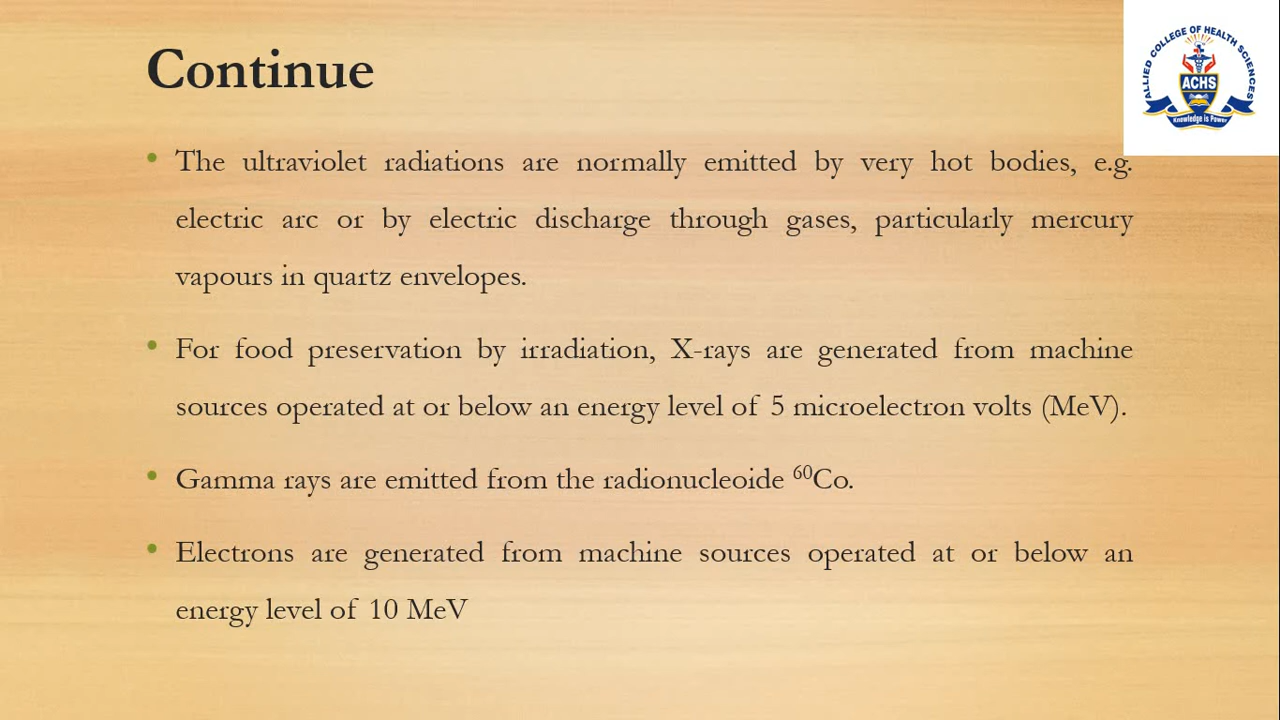 Continue
ALLIED COLLEGE OF HEALTH SCIENCES
ACHS
Knowledge is Power
• The ultraviolet radiations are normally emitted by very hot bodies, e.g.
electric arc or by electric discharge through gases, particularly mercury
vapours in quartz envelopes.
• For food preservation by irradiation, X-rays are generated from machine
sources operated at or below an energy level of 5 microelectron volts (MeV).
• Gamma rays are emitted from the radionucleoide ⁶⁰Co.
• Electrons are generated from machine sources operated at or below an
energy level of 10 MeV